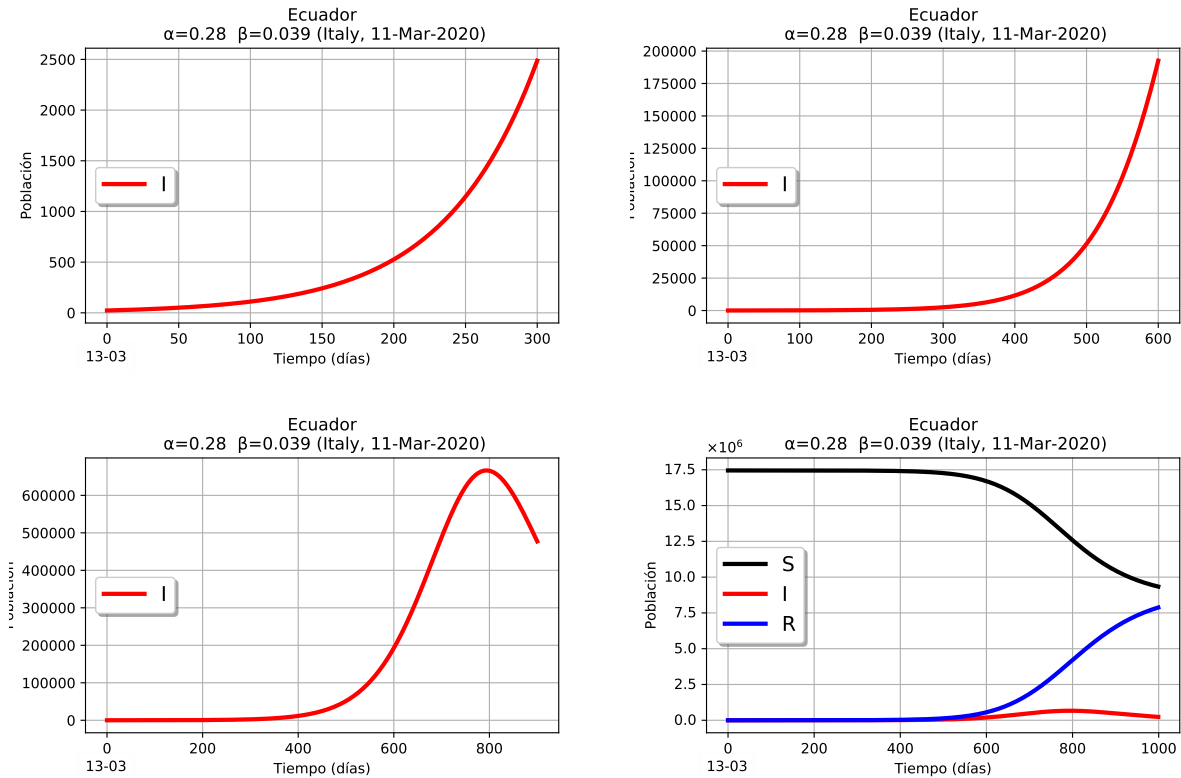 Ecuador
α=0.28 β=0.039 (Italy, 11-Mar-2020)
2500
2000
1500
1000
500
0
Población
I
0 50 100 150 200 250 300
13-03
Tiempo (días)
Ecuador
α=0.28 β=0.039 (Italy, 11-Mar-2020)
200000
175000
150000
125000
100000
75000
50000
25000
0
Población
I
0 100 200 300 400 500 600
13-03
Tiempo (días)
Ecuador
α=0.28 β=0.039 (Italy, 11-Mar-2020)
600000
500000
400000
300000
200000
100000
0
Población
I
0 200 400 600 800
13-03
Tiempo (días)
Ecuador
α=0.28 β=0.039 (Italy, 11-Mar-2020)
×10⁶
17.5
15.0
12.5
10.0
7.5
5.0
2.5
0.0
Población
S
I
R
0 200 400 600 800 1000
13-03
Tiempo (días)